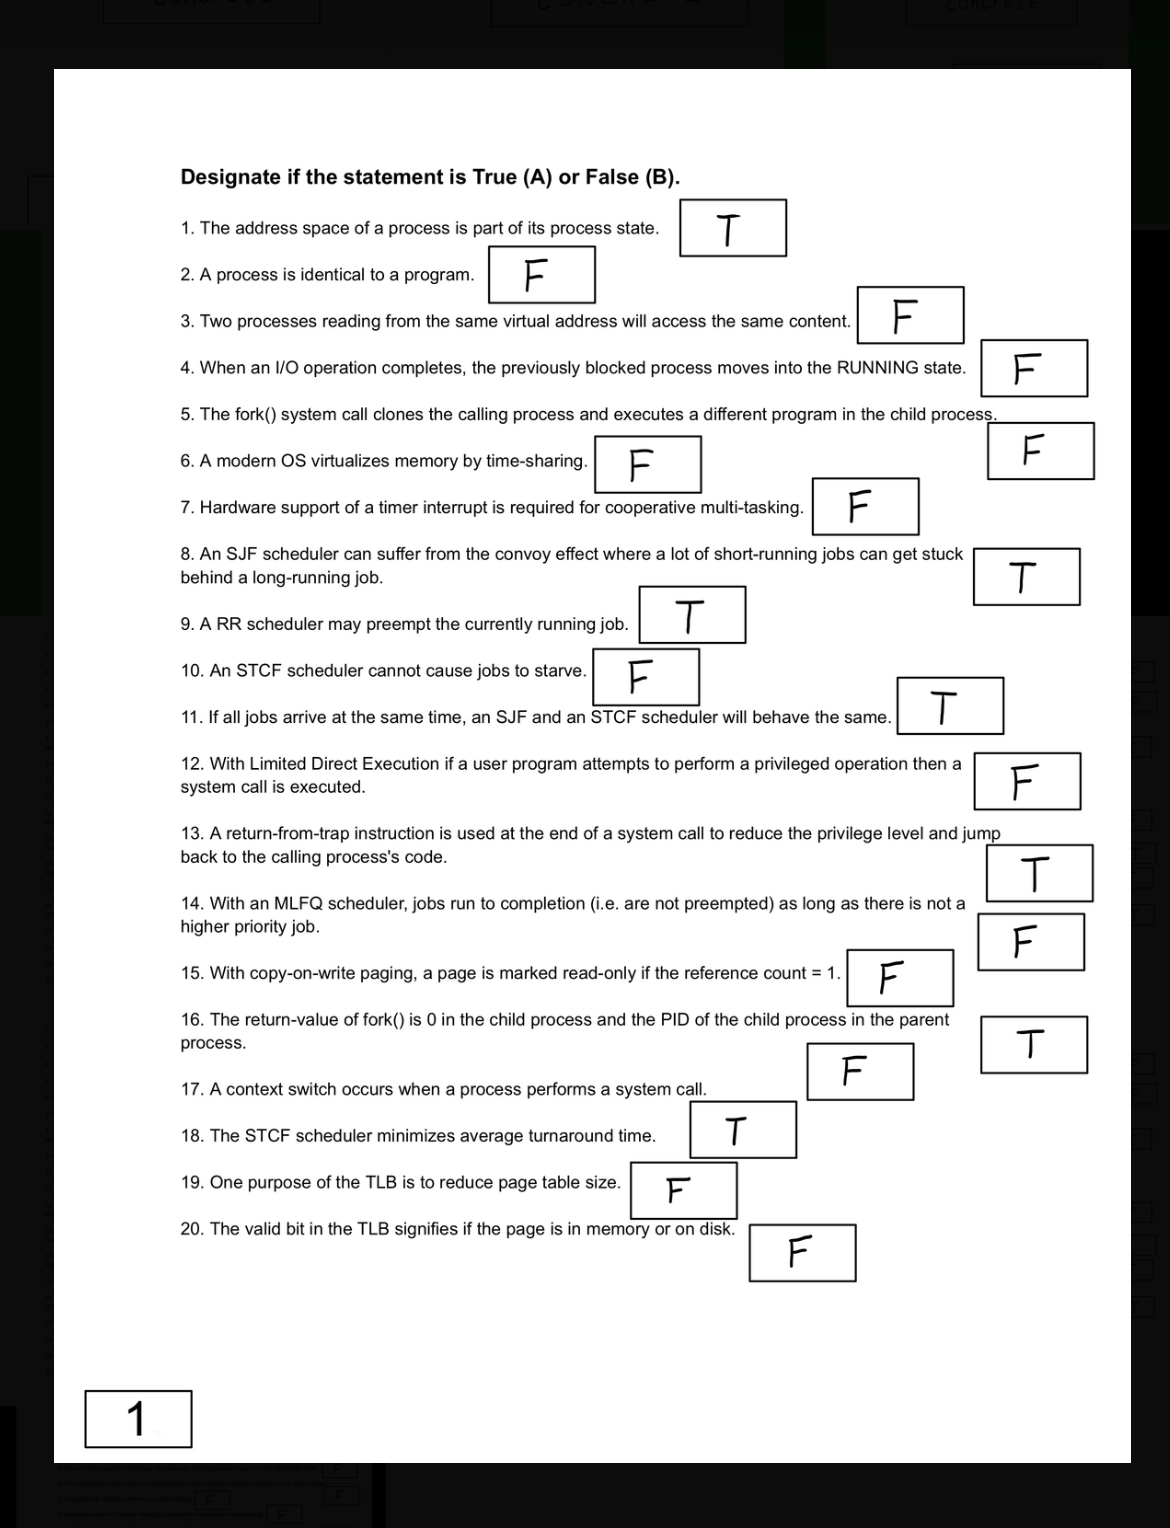 CONCRETE
Concrete
Designate if the statement is True (A) or False (B).
1. The address space of a process is part of its process state. T
2. A process is identical to a program. F
3. Two processes reading from the same virtual address will access the same content. F
4. When an I/O operation completes, the previously blocked process moves into the RUNNING state. F
5. The fork() system call clones the calling process and executes a different program in the child process.
F
6. A modern OS virtualizes memory by time-sharing. F
7. Hardware support of a timer interrupt is required for cooperative multi-tasking. F
8. An SJF scheduler can suffer from the convoy effect where a lot of short-running jobs can get stuck
behind a long-running job. T
9. A RR scheduler may preempt the currently running job. T
10. An STCF scheduler cannot cause jobs to starve. F
11. If all jobs arrive at the same time, an SJF and an STCF scheduler will behave the same. T
12. With Limited Direct Execution if a user program attempts to perform a privileged operation then a
system call is executed. F
13. A return-from-trap instruction is used at the end of a system call to reduce the privilege level and jump
back to the calling process's code. T
14. With an MLFQ scheduler, jobs run to completion (i.e. are not preempted) as long as there is not a
higher priority job. F
15. With copy-on-write paging, a page is marked read-only if the reference count = 1. F
16. The return-value of fork() is 0 in the child process and the PID of the child process in the parent
process. T
17. A context switch occurs when a process performs a system call. F
18. The STCF scheduler minimizes average turnaround time. T
19. One purpose of the TLB is to reduce page table size. F
20. The valid bit in the TLB signifies if the page is in memory or on disk. F
1